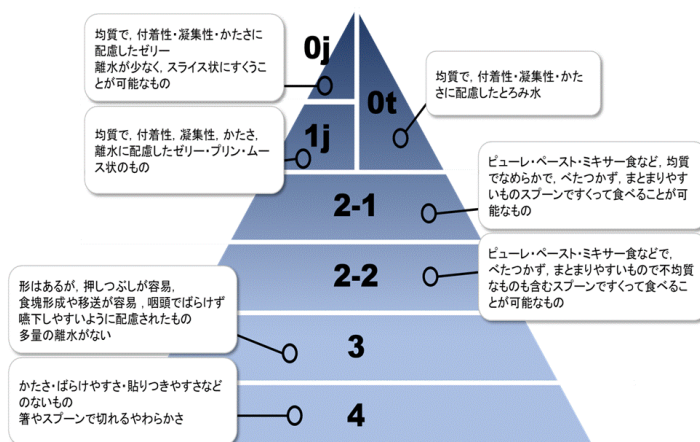 均質で, 付着性・凝集性・かたさに
配慮したゼリー
離水が少なく, スライス状にすくうこ
とが可能なもの
0j
0t
均質で, 付着性・凝集性・かた
さに配慮したとろみ水
均質で, 付着性, 凝集性, かたさ,
離水に配慮したゼリー・プリン・ムー
ス状のもの
1j
ピューレ・ペースト・ミキサー食など, 均質
でなめらかで, べたつかず, まとまりやす
いものスプーンですくって食べることが可
能なもの
2-1
ピューレ・ペースト・ミキサー食などで,
べたつかず, まとまりやすいもので不均質
なものも含むスプーンですくって食べるこ
とが可能なもの
2-2
形はあるが, 押しつぶしが容易,
食塊形成や移送が容易 , 咽頭でばらけず
嚥下しやすいように配慮されたもの
多量の離水がない
3
かたさ・ばらけやすさ・貼りつきやすさなど
のないもの
箸やスプーンで切れるやわらかさ
4